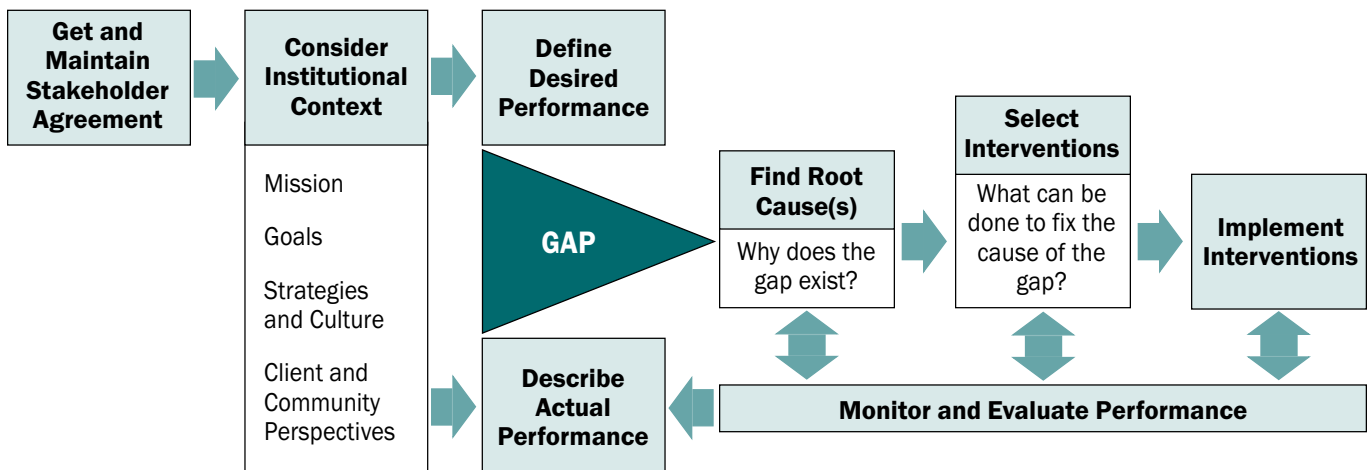 Get and
Maintain
Stakeholder
Agreement
Consider
Institutional
Context
Mission
Goals
Strategies
and Culture
Client and
Community
Perspectives
Define
Desired
Performance
GAP
Describe
Actual
Performance
Find Root
Cause(s)
Why does the
gap exist?
Select
Interventions
What can be
done to fix the
cause of the
gap?
Implement
Interventions
Monitor and Evaluate Performance